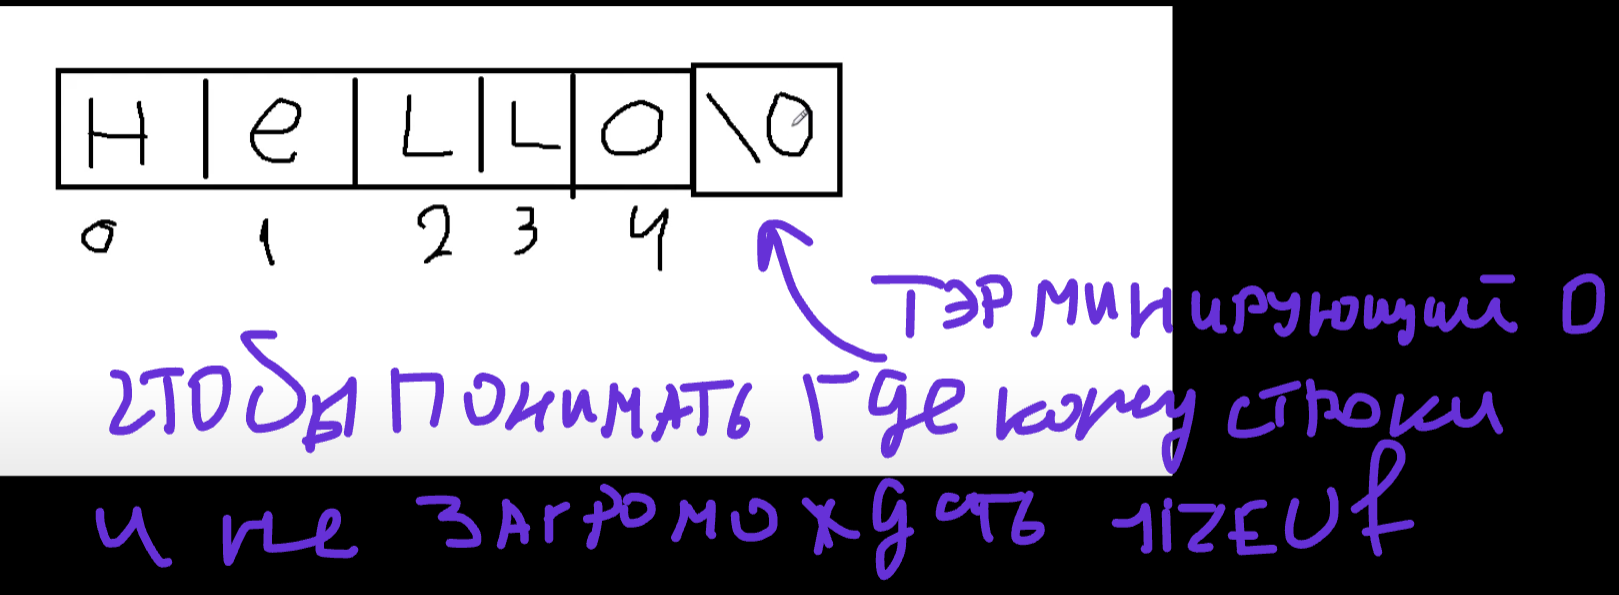 H e L L O \0
0 1 2 3 4
ТЭРМИНИРУЮЩИЙ 0
ЧТОБЫ ПОНИМАТЬ ГДЕ конец СТРОКИ
и не ЗАГРОМОЖДАТЬ SIZEOf